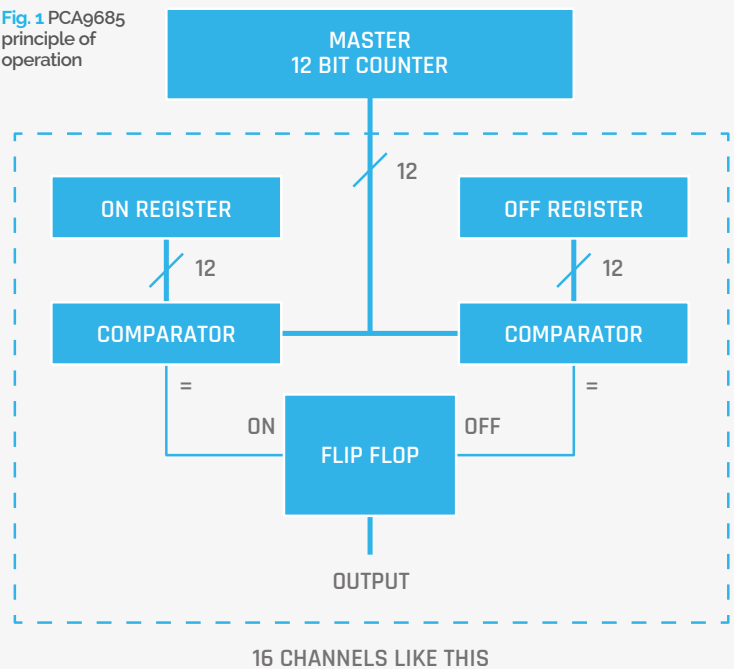 Fig. 1 PCA9685
principle of
operation
MASTER
12 BIT COUNTER
12
ON REGISTER
OFF REGISTER
12
12
COMPARATOR
COMPARATOR
=
=
ON
OFF
FLIP FLOP
OUTPUT
16 CHANNELS LIKE THIS